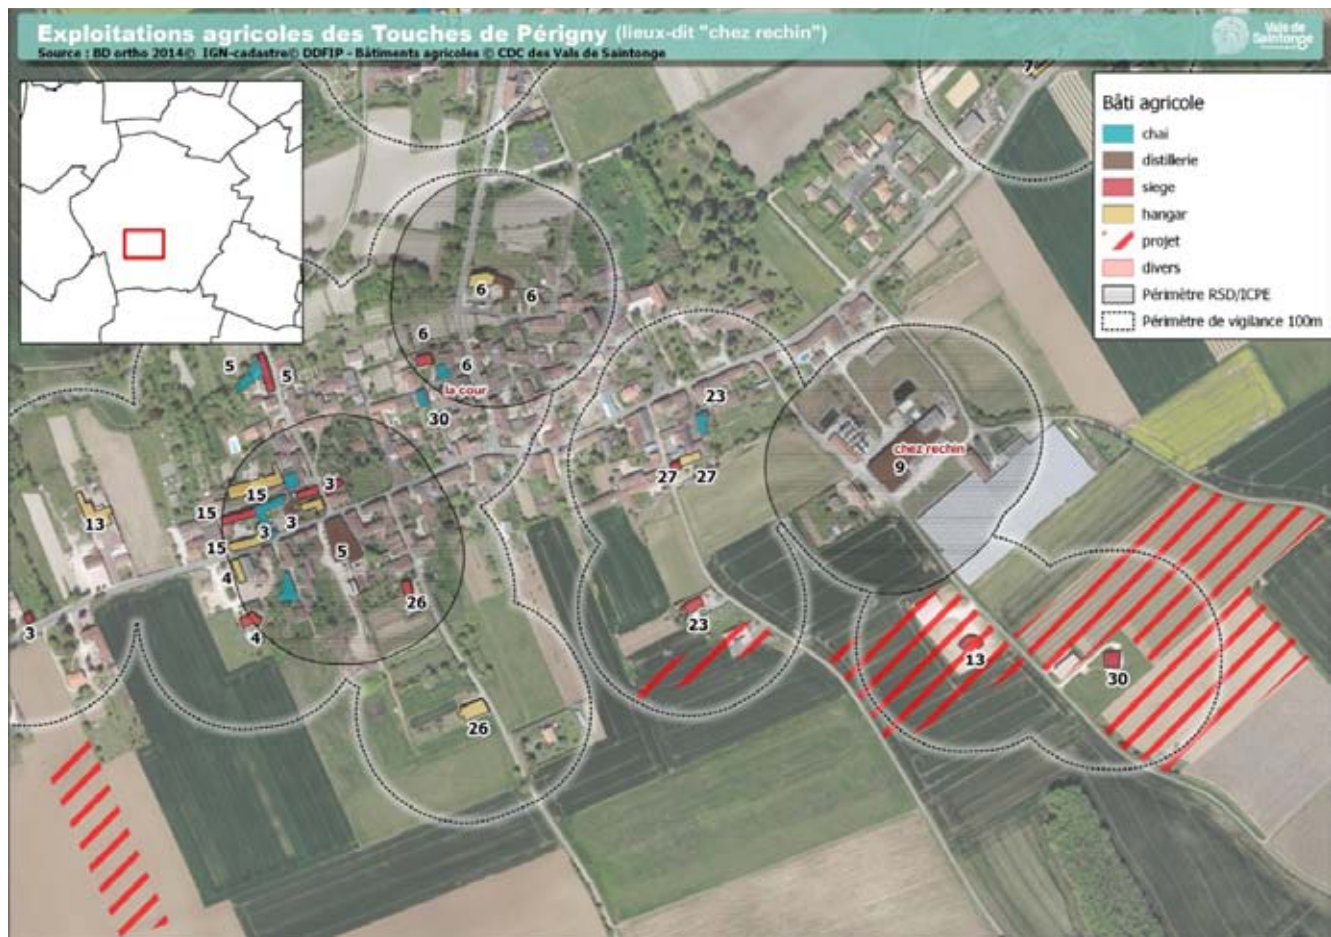 Exploitations agricoles des Touches de Périgny (lieux-dit "chez rechin")
Source : BD ortho 2014© IGN-cadastre© DDFIP - Bâtiments agricoles © CDC des Vals de Saintonge
Vals de
Saintonge
7
Bâti agricole
chai
distillerie
siege
hangar
projet
divers
Périmètre RSD/ICPE
Périmètre de vigilance 100m
6
6
6
5
5
6
la cour
30
23
chez rechin
9
27
27
15
3
13
15
3
3
15
5
4
26
3
4
23
13
30
26